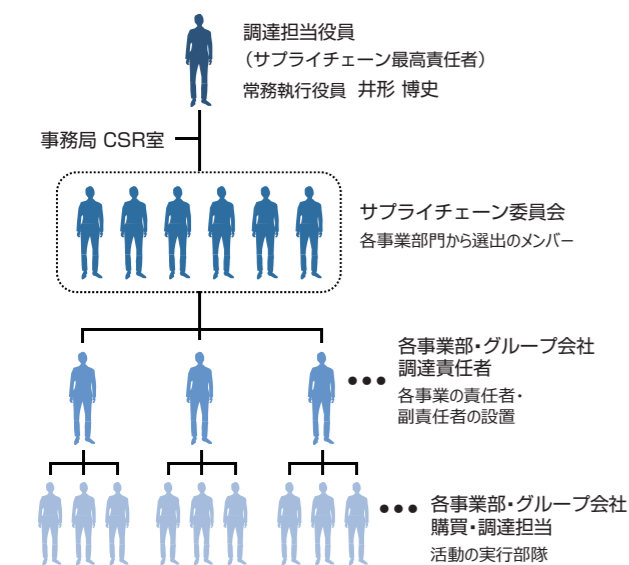 調達担当役員
（サプライチェーン最高責任者）
常務執行役員 井形 博史
事務局 CSR室
サプライチェーン委員会
各事業部門から選出のメンバー
各事業部・グループ会社
調達責任者
各事業の責任者・
副責任者の設置
各事業部・グループ会社
購買・調達担当
活動の実行部隊